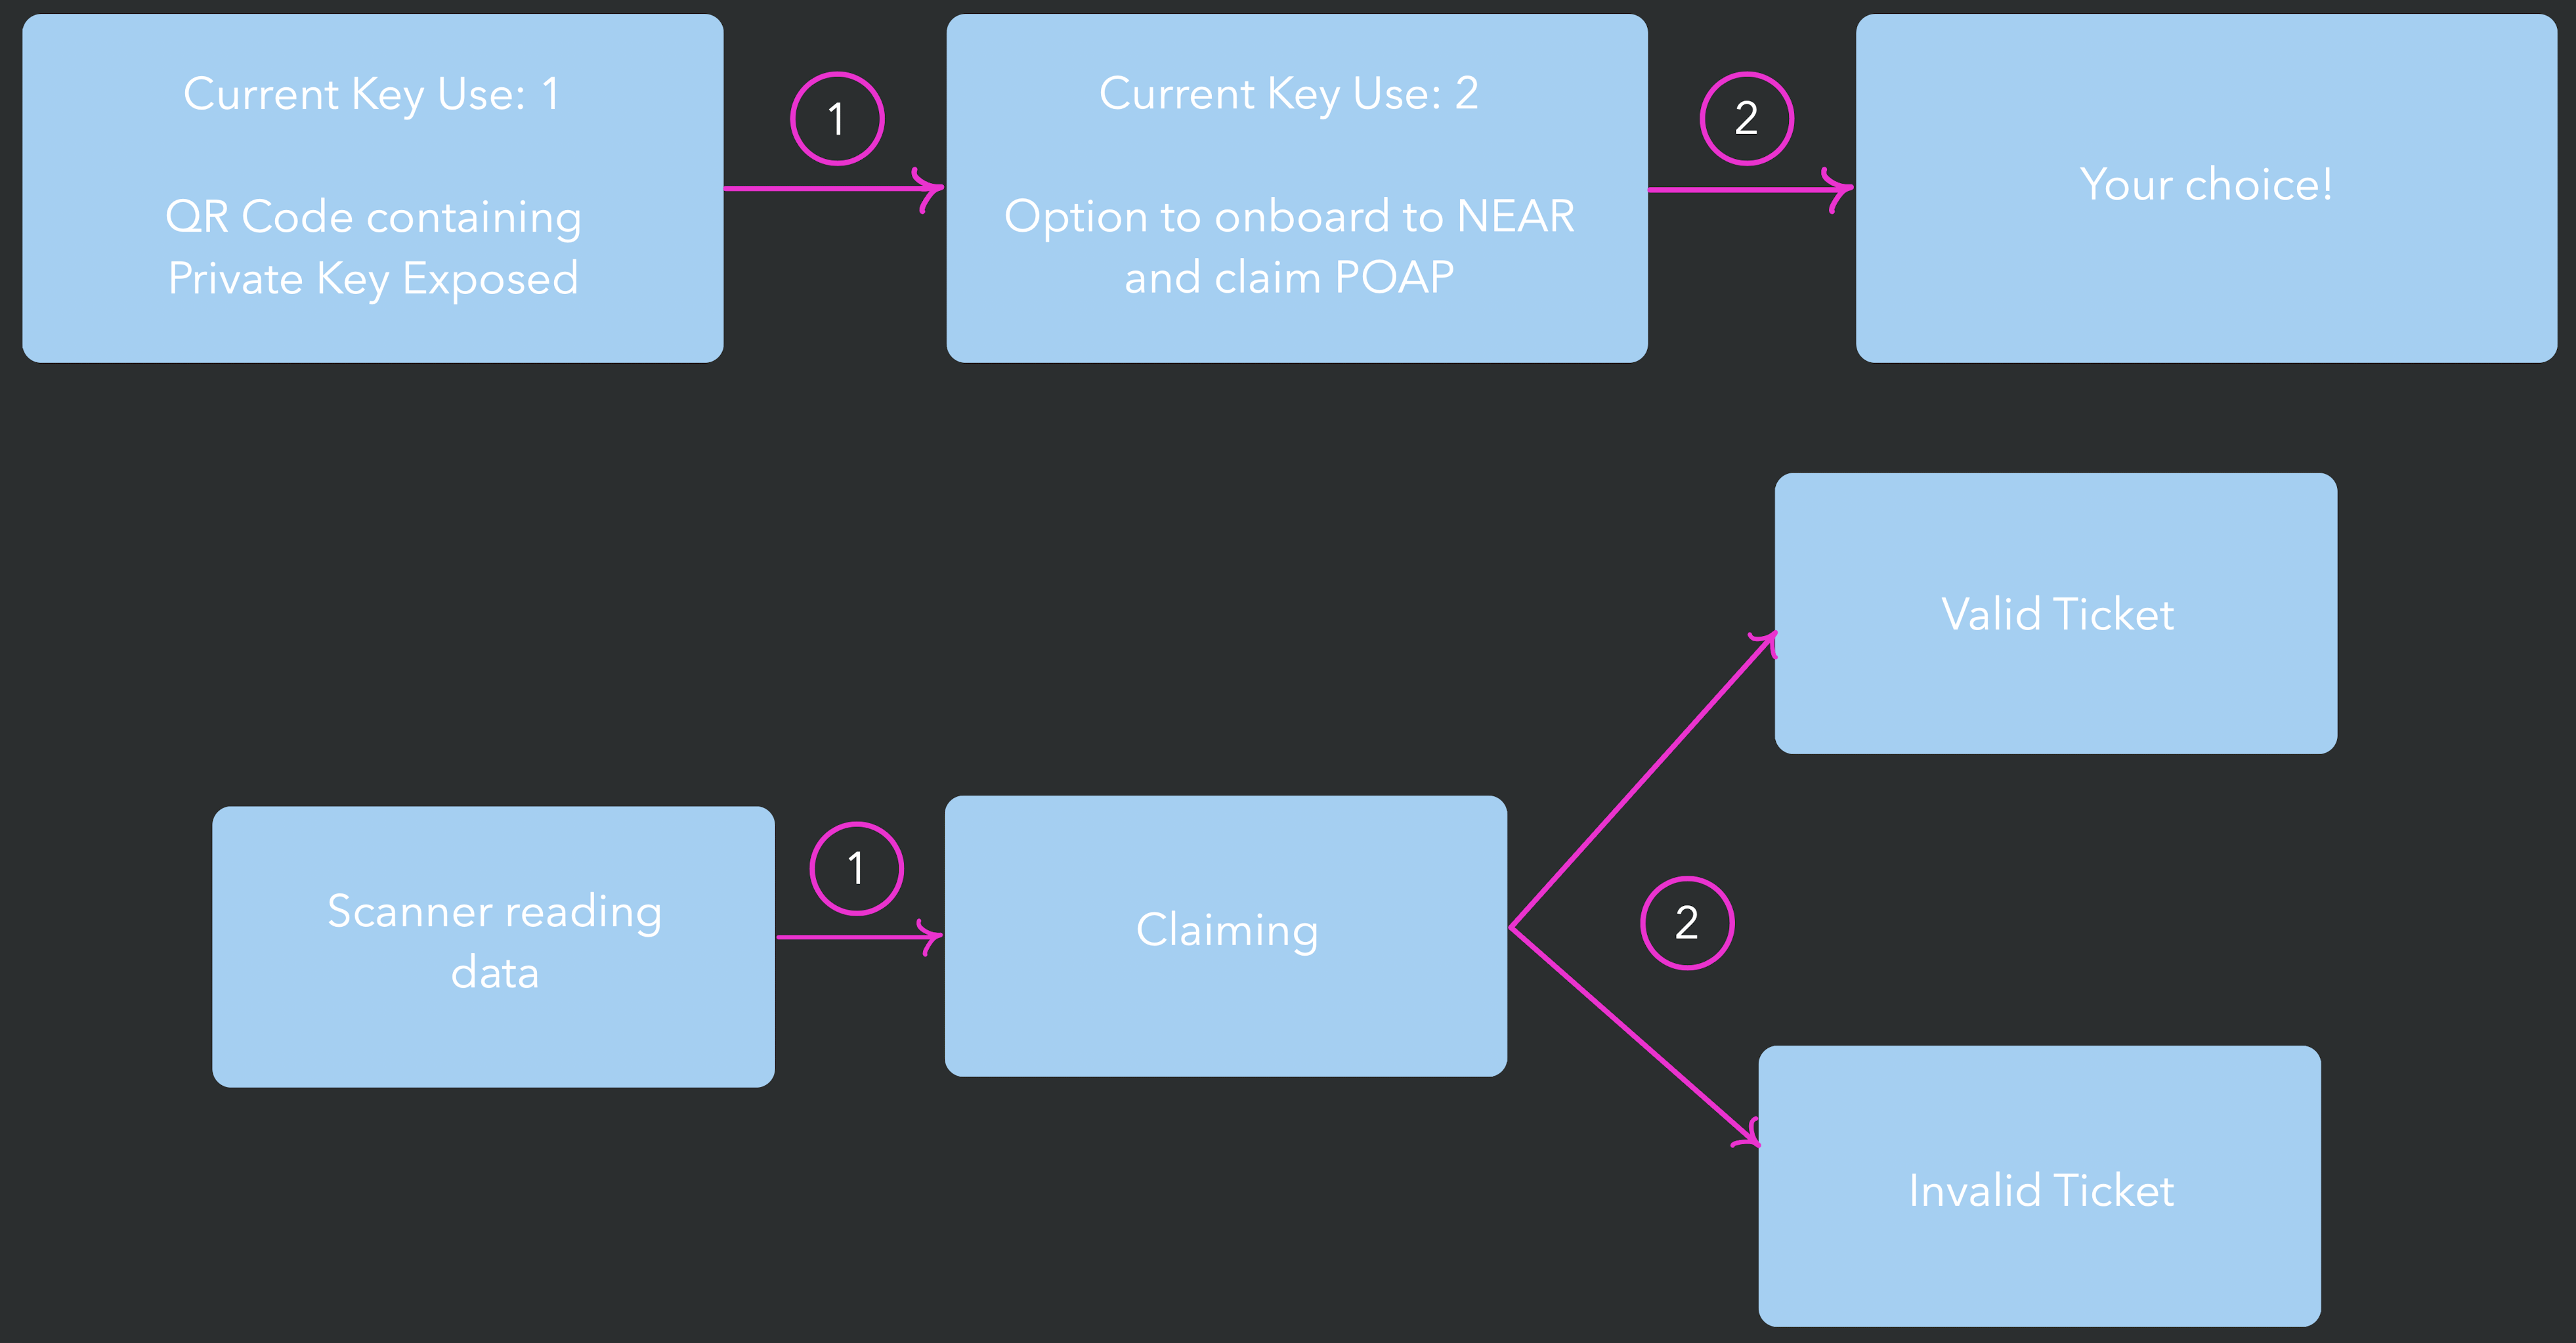 Current Key Use: 1
QR Code containing
Private Key Exposed
1
Current Key Use: 2
Option to onboard to NEAR
and claim POAP
2
Your choice!
Scanner reading
data
1
Claiming
2
Valid Ticket
Invalid Ticket